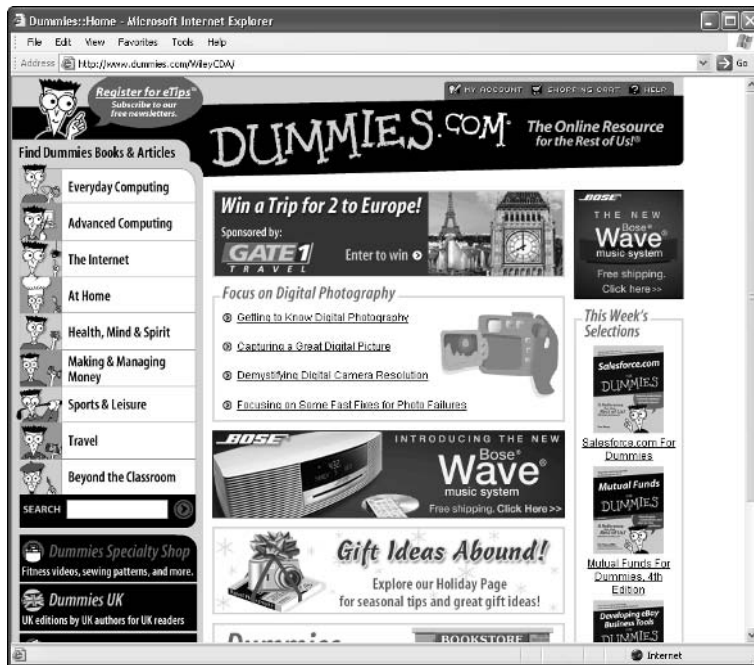 Dummies::Home - Microsoft Internet Explorer
File Edit View Favorites Tools Help
Address http://www.dummies.com/WileyCDA/ Go
Register for eTips™
Subscribe to our
free newsletters.
MY ACCOUNT SHOPPING CART HELP
DUMMIES.COM®
The Online Resource
for the Rest of Us!®
Find Dummies Books & Articles
Everyday Computing
Advanced Computing
The Internet
At Home
Health, Mind & Spirit
Making & Managing
Money
Sports & Leisure
Travel
Beyond the Classroom
SEARCH
Dummies Specialty Shop
Fitness videos, sewing patterns, and more.
Dummies UK
UK editions by UK authors for UK readers
Win a Trip for 2 to Europe!
Sponsored by:
GATE 1
TRAVEL
Enter to win
Focus on Digital Photography
Getting to Know Digital Photography
Capturing a Great Digital Picture
Demystifying Digital Camera Resolution
Focusing on Some Fast Fixes for Photo Failures
BOSE
INTRODUCING THE NEW
Bose®
Wave®
music system
Free shipping. Click Here >>
Gift Ideas Abound!
Explore our Holiday Page
for seasonal tips and great gift ideas!
Dummies
BOOKSTORE
BOSE
THE NEW
Bose®
Wave®
music system
Free shipping.
Click here >>
This Week's
Selections
Salesforce.com
FOR
DUMMIES
Salesforce.com For
Dummies
Mutual Funds
FOR
DUMMIES
Mutual Funds For
Dummies, 4th
Edition
Developing eBay
Business Tools
FOR
DUMMIES
Internet